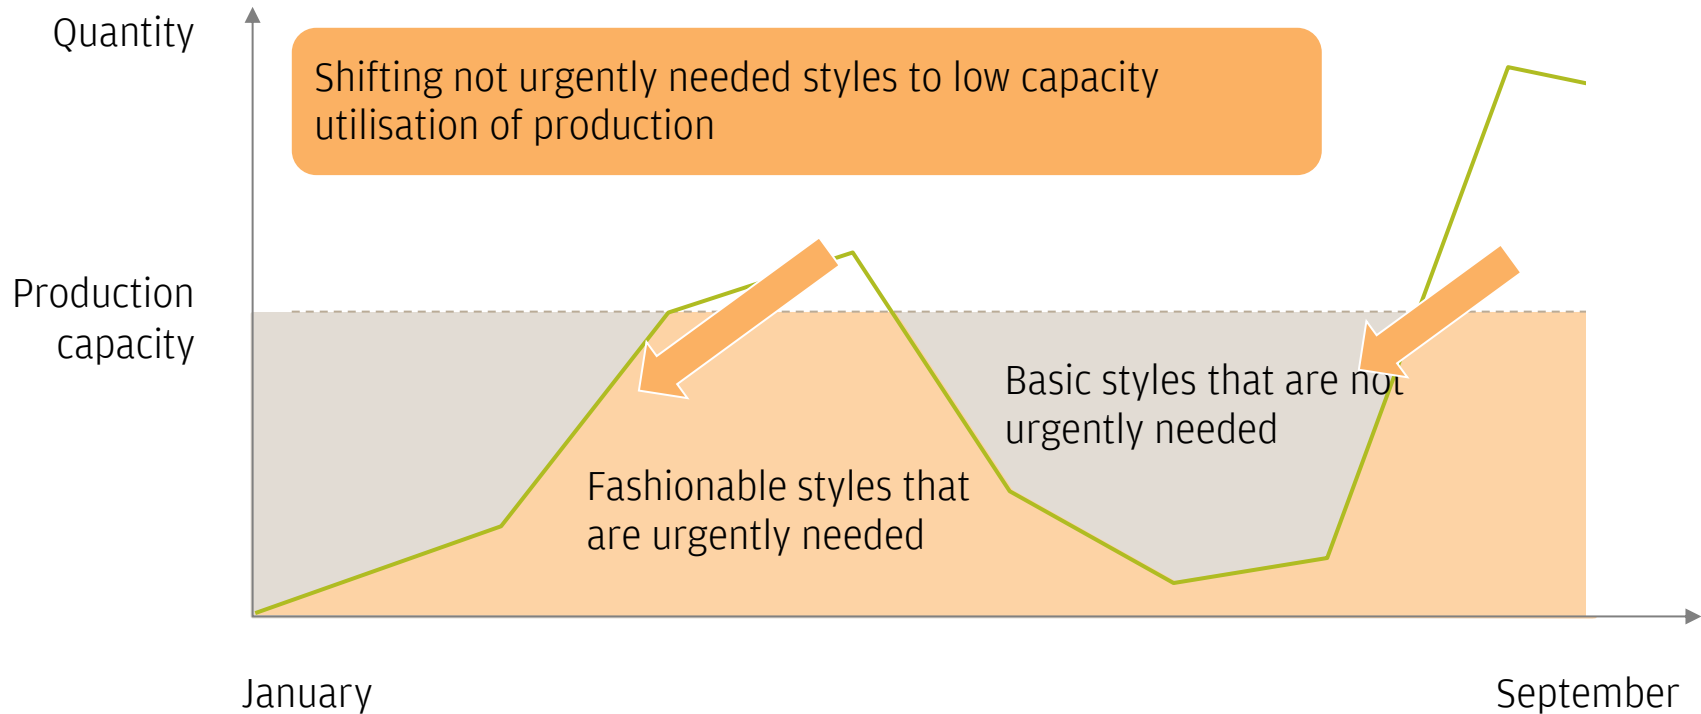 Quantity
Shifting not urgently needed styles to low capacity
utilisation of production
Production
capacity
Basic styles that are not
urgently needed
Fashionable styles that
are urgently needed
January
September